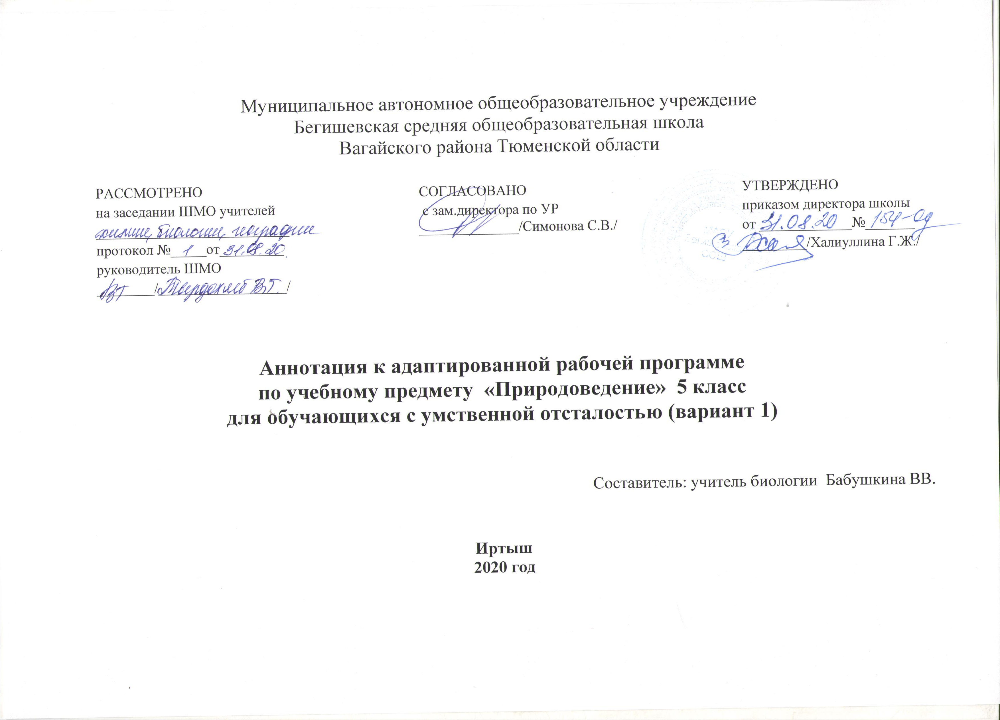 Муниципальное автономное общеобразовательное учреждение
Бегишевская средняя общеобразовательная школа
Вагайского района Тюменской области
РАССМОТРЕНО
на заседании ШМО учителей
химии, биологии, географии
протокол № 1 от 31.08.20
руководитель ШМО
/Твердохлеб В.Г./
СОГЛАСОВАНО
с зам.директора по УР
/Симонова С.В./
УТВЕРЖДЕНО
приказом директора школы
от 31.08.20 № 154-од
/Халиуллина Г.Ж./
ССШ
Аннотация к адаптированной рабочей программе
по учебному предмету «Природоведение» 5 класс
для обучающихся с умственной отсталостью (вариант 1)
Составитель: учитель биологии Бабушкина ВВ.
Иртыш
2020 год